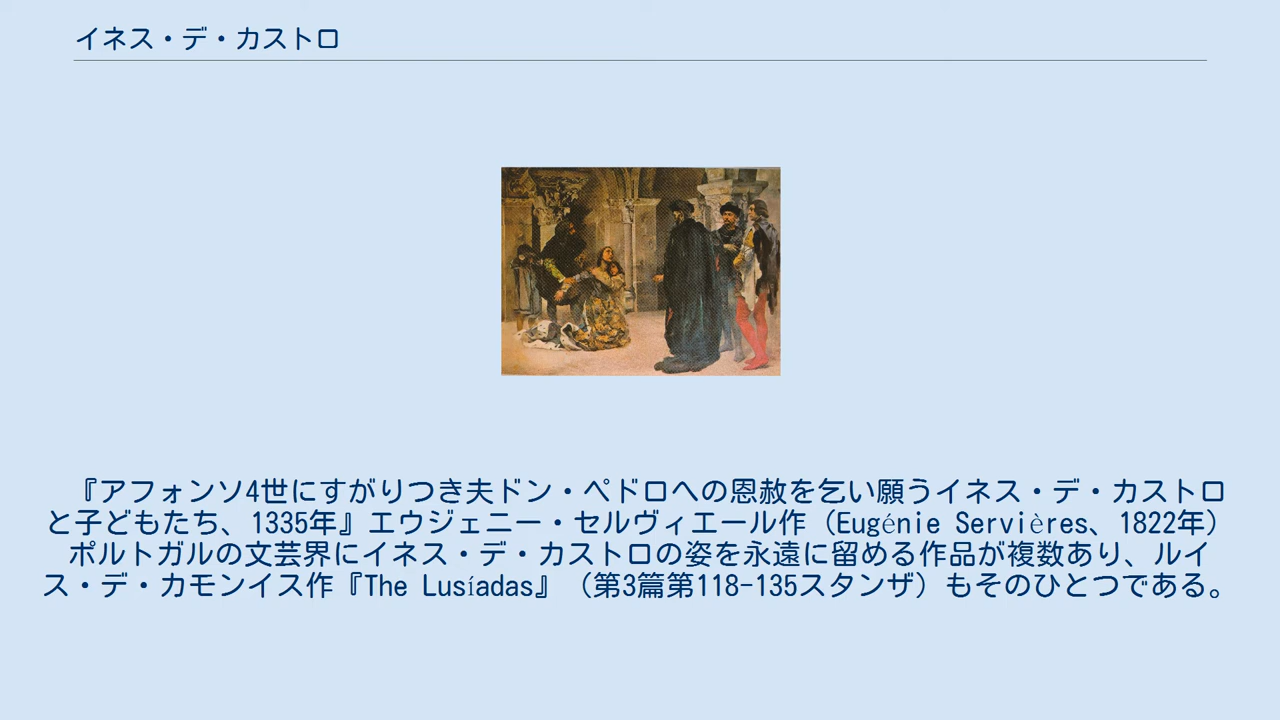 イネス・デ・カストロ
『アフォンソ4世にすがりつき夫ドン・ペドロへの恩赦を乞い願うイネス・デ・カストロ
と子どもたち、1335年』エウジェニー・セルヴィエール作（Eugénie Servières、1822年）
ポルトガルの文芸界にイネス・デ・カストロの姿を永遠に留める作品が複数あり、ルイ
ス・デ・カモンイス作『The Lusíadas』（第3篇第118-135スタンザ）もそのひとつである。